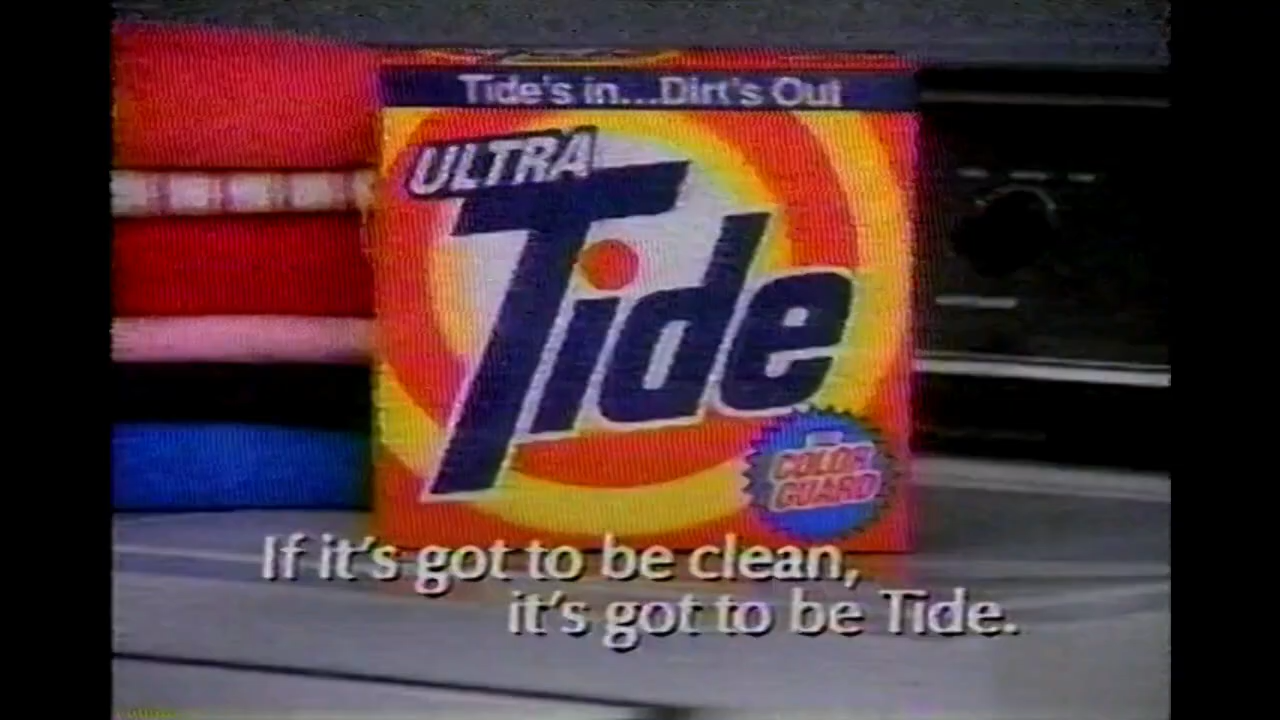 Tide's in...Dirt's Out
ULTRA
Tide
COLOR
GUARD
If it's got to be clean,
it's got to be Tide.